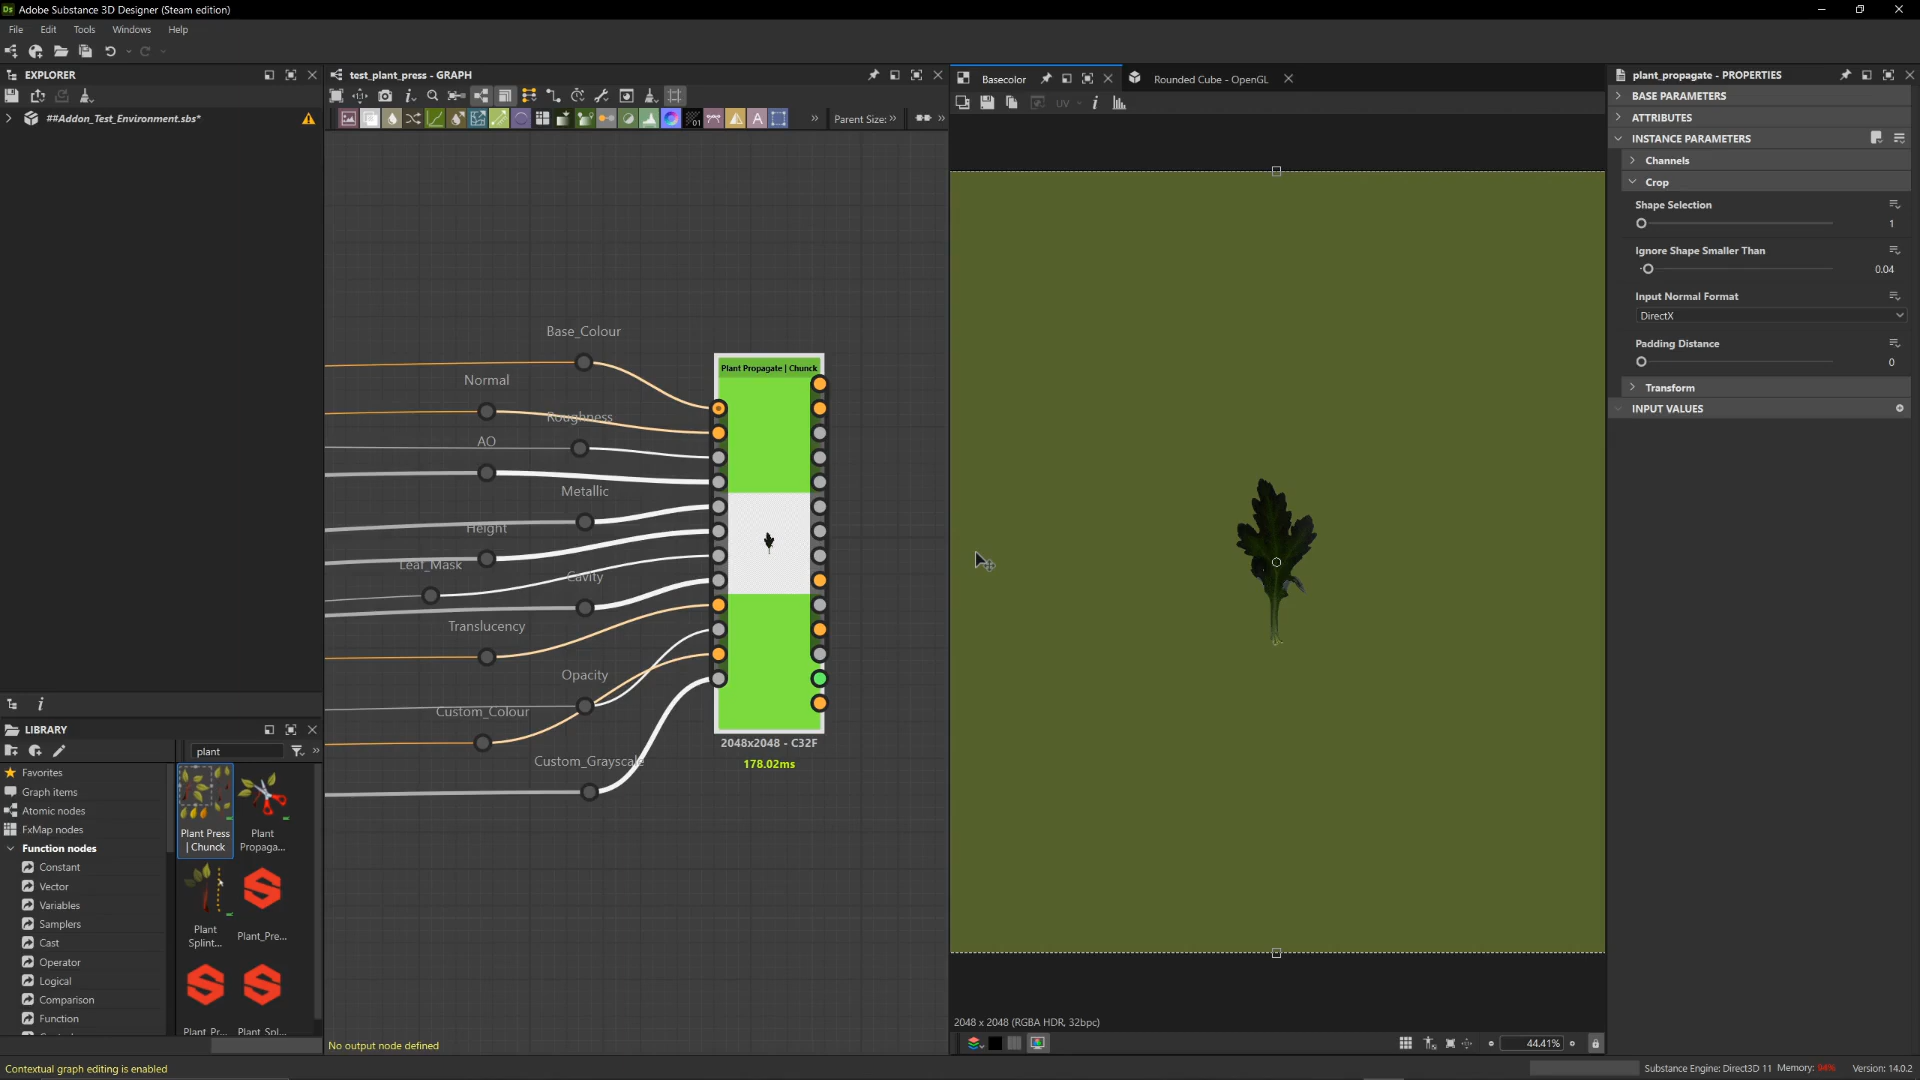 Ds Adobe Substance 3D Designer (Steam edition)
File Edit Tools Windows Help
EXPLORER
##Addon_Test_Environment.sbs*
LIBRARY
plant
Favorites
Graph items
Atomic nodes
FxMap nodes
Function nodes
Constant
Vector
Variables
Samplers
Cast
Operator
Logical
Comparison
Function
Plant Press
| Chunck
Plant
Propaga...
Plant
Splint...
Plant_Pre...
Plant_Pr...
Plant_Spl...
test_plant_press - GRAPH
Parent Size:
Base_Colour
Normal
Roughness
AO
Metallic
Height
Leaf_Mask
Cavity
Translucency
Opacity
Custom_Colour
Custom_Grayscale
Plant Propagate | Chunck
2048x2048 - C32F
178.02ms
No output node defined
Basecolor
Rounded Cube - OpenGL
UV
2048 x 2048 (RGBA HDR, 32bpc)
44.41%
plant_propagate - PROPERTIES
BASE PARAMETERS
ATTRIBUTES
INSTANCE PARAMETERS
Channels
Crop
Shape Selection
1
Ignore Shape Smaller Than
0.04
Input Normal Format
DirectX
Padding Distance
0
Transform
INPUT VALUES
Contextual graph editing is enabled
Substance Engine: Direct3D 11 Memory: 94% Version: 14.0.2